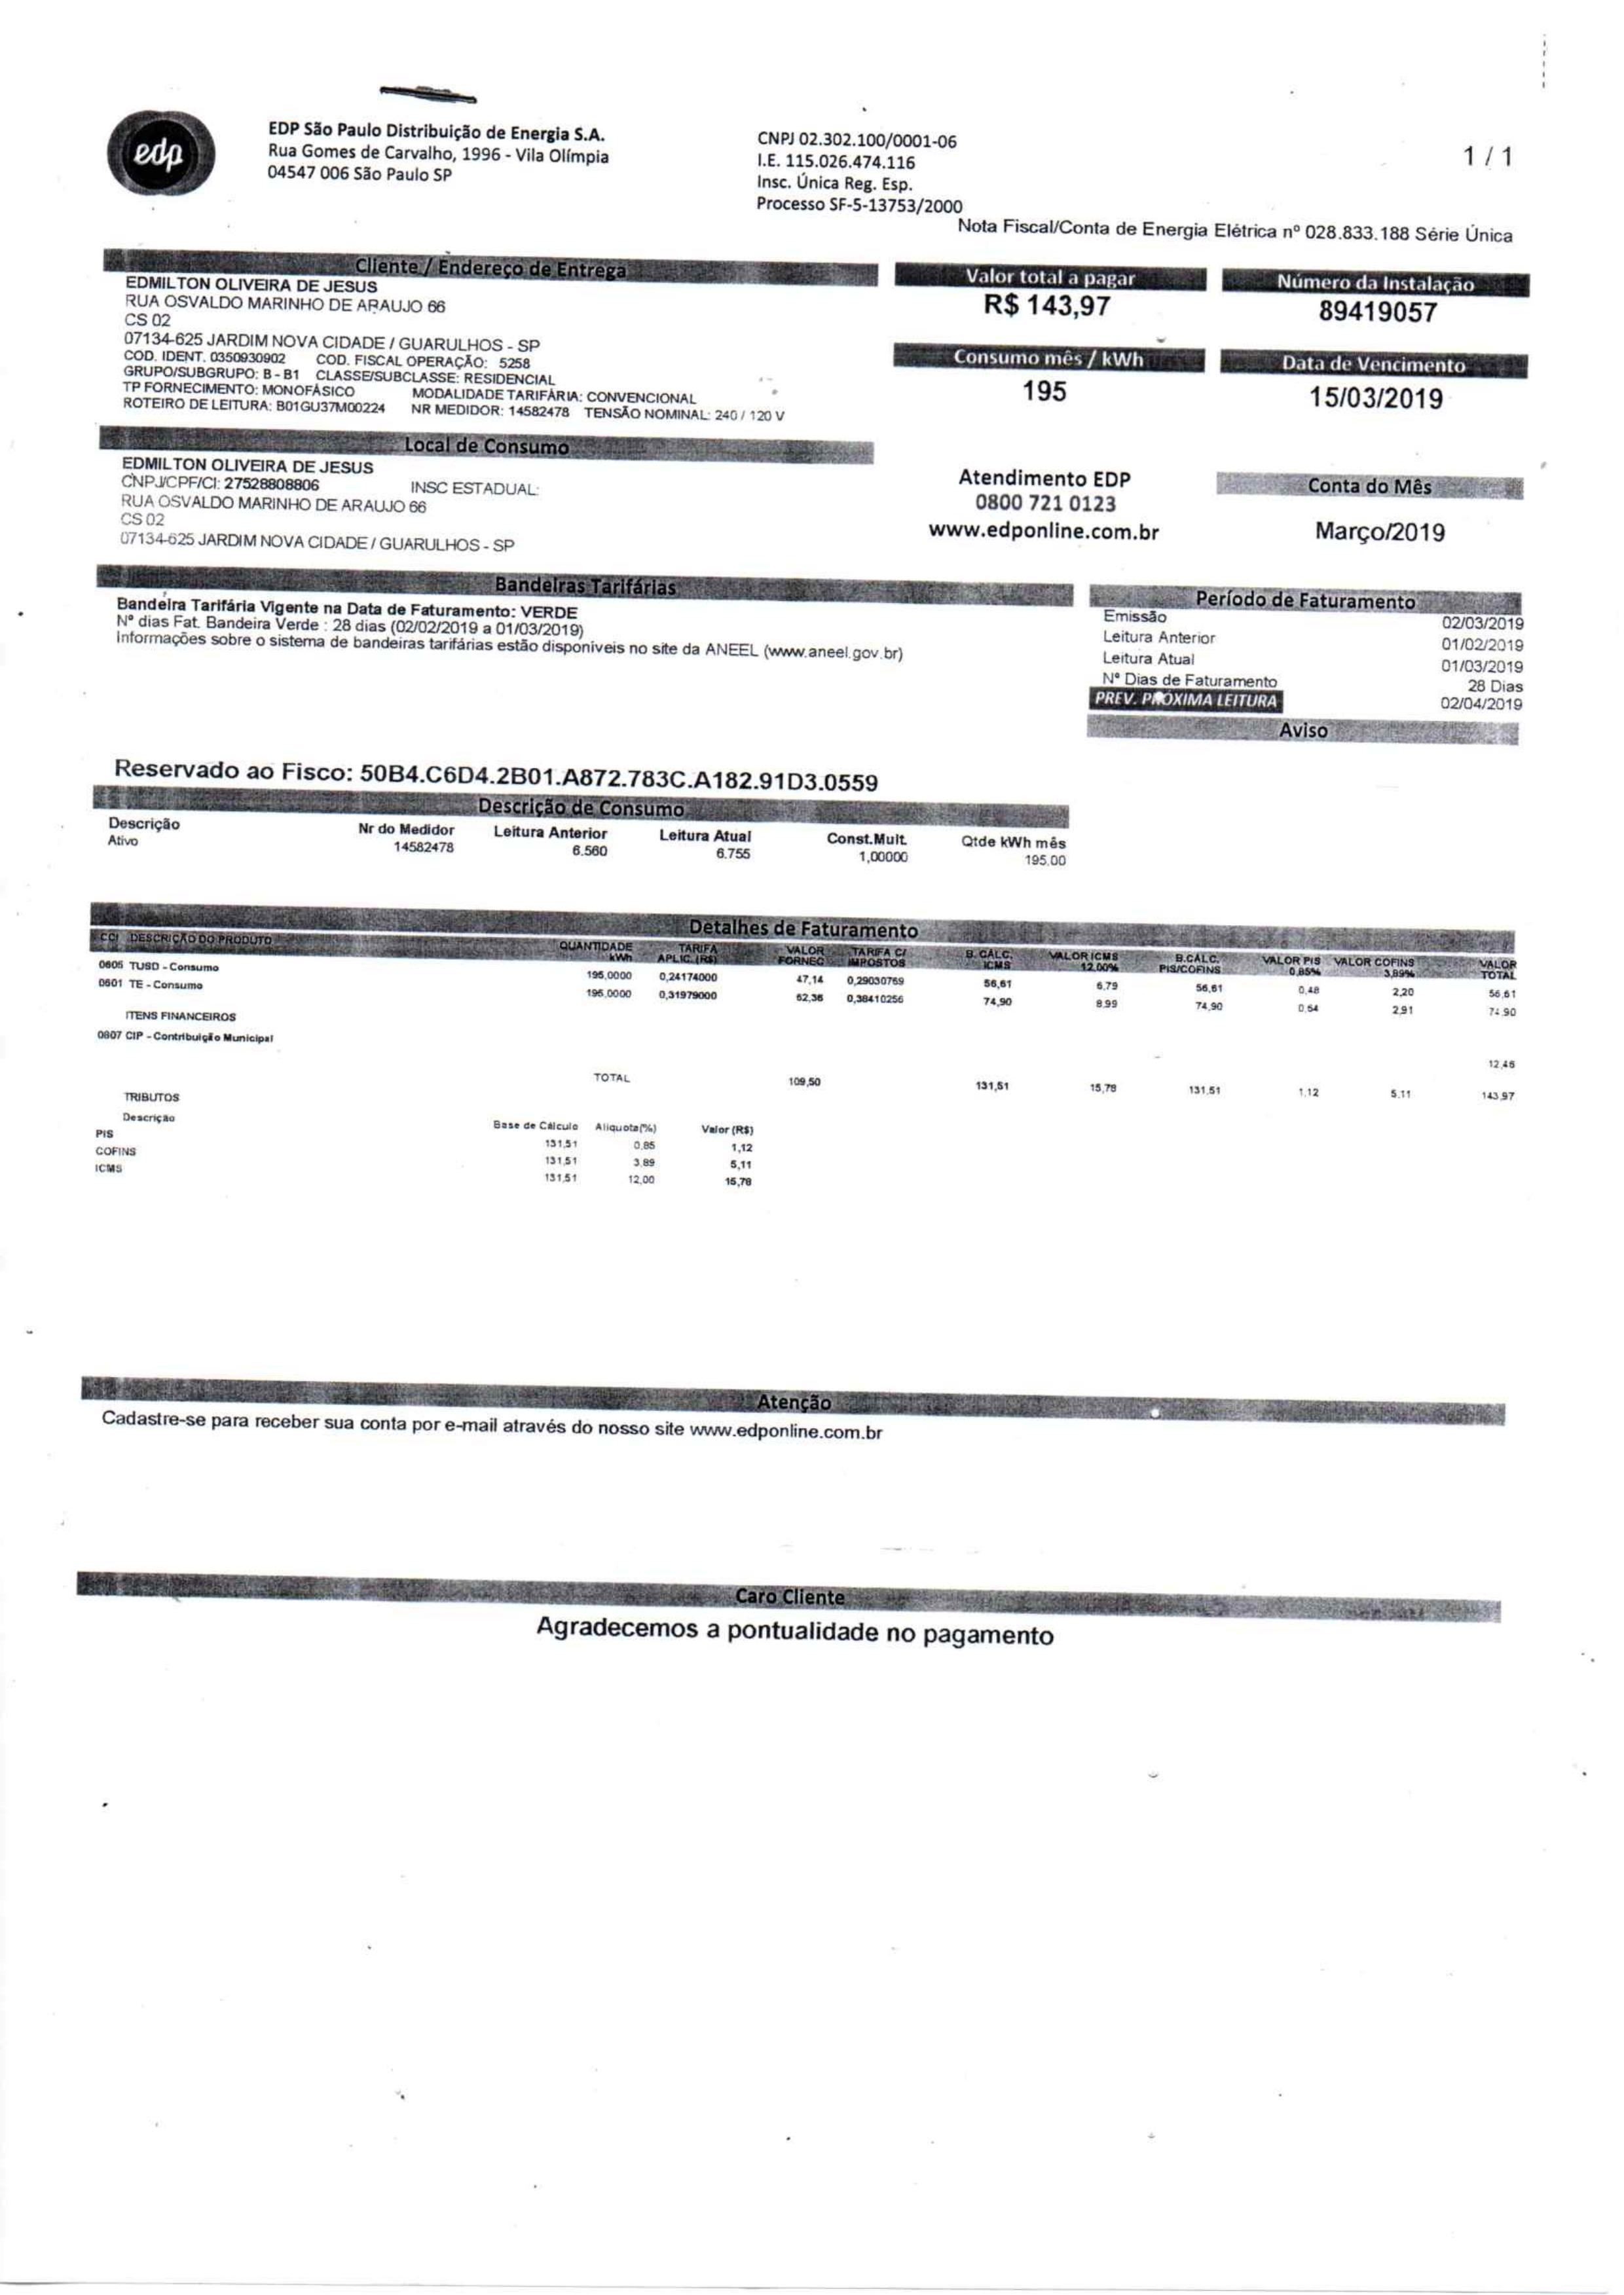 edp
EDP São Paulo Distribuição de Energia S.A.
Rua Gomes de Carvalho, 1996 - Vila Olímpia
04547 006 São Paulo SP
CNPJ 02.302.100/0001-06
I.E. 115.026.474.116
Insc. Única Reg. Esp.
Processo SF-5-13753/2000
1 / 1
Nota Fiscal/Conta de Energia Elétrica nº 028.833.188 Série Única
Cliente / Endereço de Entrega
EDMILTON OLIVEIRA DE JESUS
RUA OSVALDO MARINHO DE ARAUJO 66
CS 02
07134-625 JARDIM NOVA CIDADE / GUARULHOS - SP
COD. IDENT. 0350930902 COD. FISCAL OPERAÇÃO: 5258
GRUPO/SUBGRUPO: B - B1 CLASSE/SUBCLASSE: RESIDENCIAL
TP FORNECIMENTO: MONOFÁSICO MODALIDADE TARIFÁRIA: CONVENCIONAL
ROTEIRO DE LEITURA: B01GU37M00224 NR MEDIDOR: 14582478 TENSÃO NOMINAL: 240 / 120 V
Valor total a pagar
R$ 143,97
Número da Instalação
89419057
Consumo mês / kWh
195
Data de Vencimento
15/03/2019
Local de Consumo
EDMILTON OLIVEIRA DE JESUS
CNPJ/CPF/CI: 27528808806 INSC ESTADUAL:
RUA OSVALDO MARINHO DE ARAUJO 66
CS 02
07134-625 JARDIM NOVA CIDADE / GUARULHOS - SP
Atendimento EDP
0800 721 0123
www.edponline.com.br
Conta do Mês
Março/2019
Bandeiras Tarifárias
Bandeira Tarifária Vigente na Data de Faturamento: VERDE
Nº dias Fat. Bandeira Verde : 28 dias (02/02/2019 a 01/03/2019)
Informações sobre o sistema de bandeiras tarifárias estão disponíveis no site da ANEEL (www.aneel.gov.br)
Período de Faturamento
Emissão 02/03/2019
Leitura Anterior 01/02/2019
Leitura Atual 01/03/2019
Nº Dias de Faturamento 28 Dias
PREV. PRÓXIMA LEITURA 02/04/2019
Aviso
Reservado ao Fisco: 50B4.C6D4.2B01.A872.783C.A182.91D3.0559
Descrição de Consumo
Descrição Nr do Medidor Leitura Anterior Leitura Atual Const.Mult. Qtde kWh mês
Ativo 14582478 6.560 6.755 1,00000 195,00
Detalhes de Faturamento
CCI DESCRIÇÃO DO PRODUTO QUANTIDADE kWh TARIFA APLIC.(R$) VALOR FORNEC TARIFA C/ IMPOSTOS B. CALC. ICMS VALOR ICMS 12,00% B.CALC. PIS/COFINS VALOR PIS 0,85% VALOR COFINS 3,89% VALOR TOTAL
0605 TUSD - Consumo 195,0000 0,24174000 47,14 0,29030769 56,61 6,79 56,61 0,48 2,20 56,61
0601 TE - Consumo 195,0000 0,31979000 62,36 0,38410256 74,90 8,99 74,90 0,64 2,91 74,90
ITENS FINANCEIROS
0807 CIP - Contribuição Municipal 12,46
TOTAL 109,50 131,51 15,78 131,51 1,12 5,11 143,97
TRIBUTOS
Descrição Base de Cálculo Aliquota(%) Valor (R$)
PIS 131,51 0,85 1,12
COFINS 131,51 3,89 5,11
ICMS 131,51 12,00 15,78
Atenção
Cadastre-se para receber sua conta por e-mail através do nosso site www.edponline.com.br
Caro Cliente
Agradecemos a pontualidade no pagamento